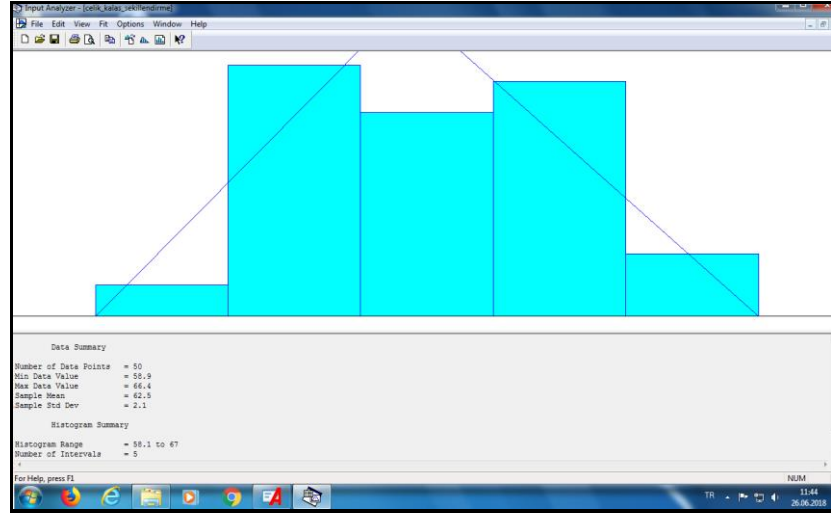 Input Analyzer - [celik_kalas_sekillendirme]
File Edit View Fit Options Window Help
Data Summary
Number of Data Points = 50
Min Data Value = 58.9
Max Data Value = 66.4
Sample Mean = 62.5
Sample Std Dev = 2.1
Histogram Summary
Histogram Range = 58.1 to 67
Number of Intervals = 5
For Help, press F1
NUM
TR
11:44
26.06.2018